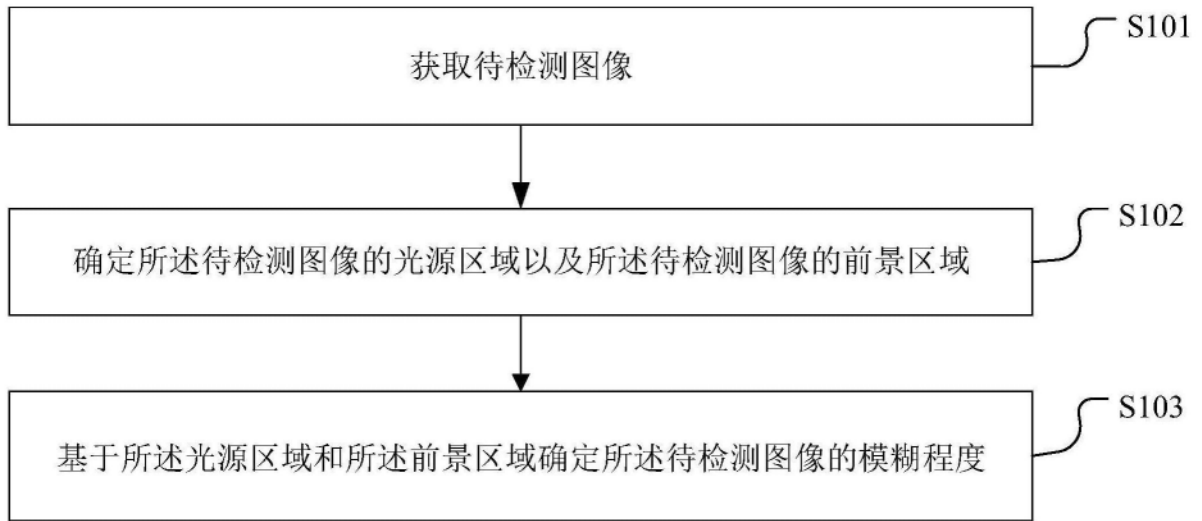 S101
获取待检测图像
S102
确定所述待检测图像的光源区域以及所述待检测图像的前景区域
S103
基于所述光源区域和所述前景区域确定所述待检测图像的模糊程度